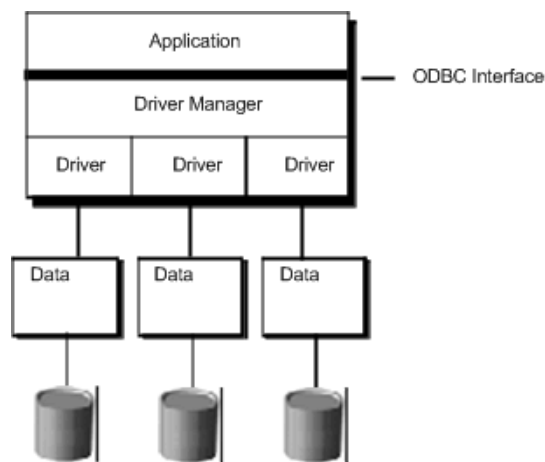 Application
ODBC Interface
Driver Manager
Driver Driver Driver
Data Data Data